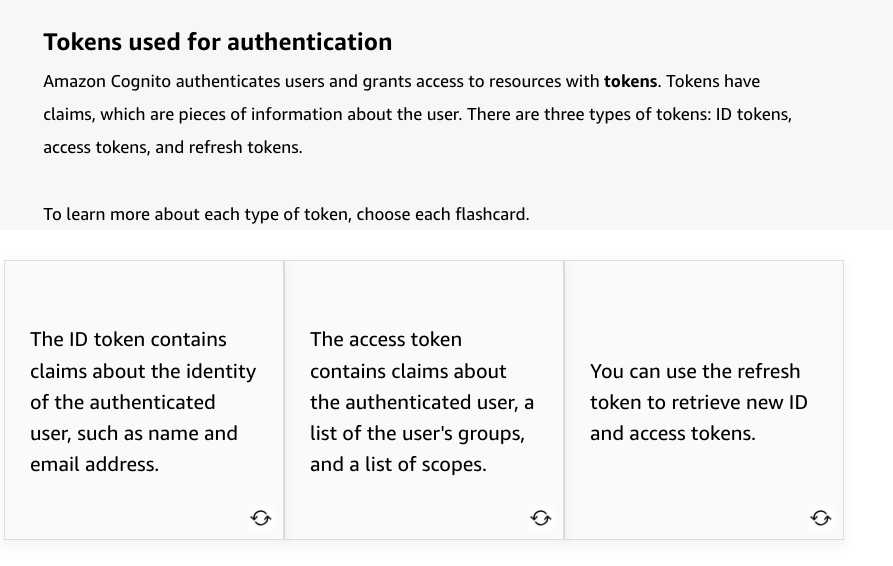 Tokens used for authentication
Amazon Cognito authenticates users and grants access to resources with tokens. Tokens have
claims, which are pieces of information about the user. There are three types of tokens: ID tokens,
access tokens, and refresh tokens.
To learn more about each type of token, choose each flashcard.
The ID token contains
claims about the identity
of the authenticated
user, such as name and
email address.
The access token
contains claims about
the authenticated user, a
list of the user's groups,
and a list of scopes.
You can use the refresh
token to retrieve new ID
and access tokens.